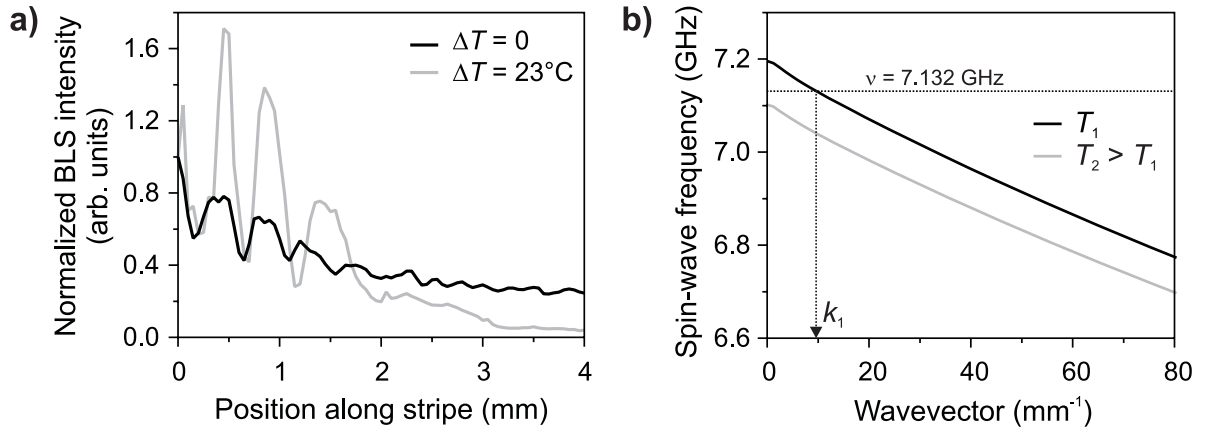 a)
Normalized BLS intensity
(arb. units)
1.6
1.2
0.8
0.4
0.0
ΔT = 0
ΔT = 23°C
0 1 2 3 4
Position along stripe (mm)
b)
Spin-wave frequency (GHz)
7.2
7.0
6.8
6.6
ν = 7.132 GHz
T₁
T₂ > T₁
k₁
0 20 40 60 80
Wavevector (mm⁻¹)